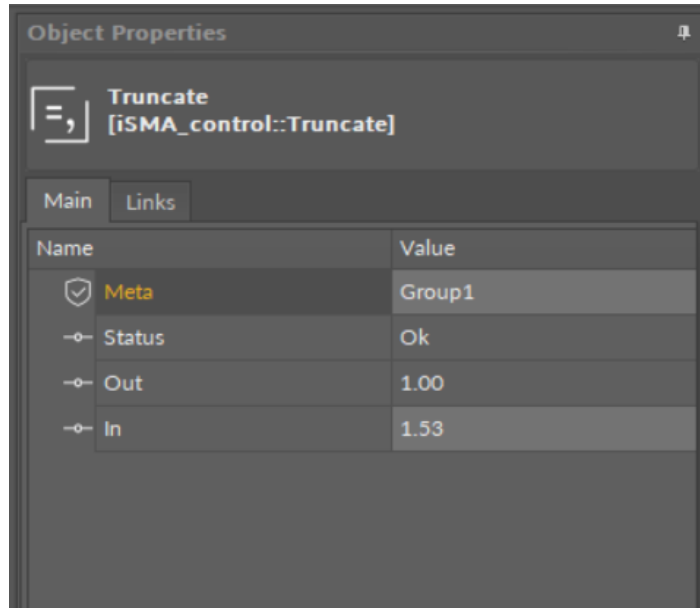 Object Properties
Truncate
[iSMA_control::Truncate]
Main Links
Name Value
Meta Group1
Status Ok
Out 1.00
In 1.53